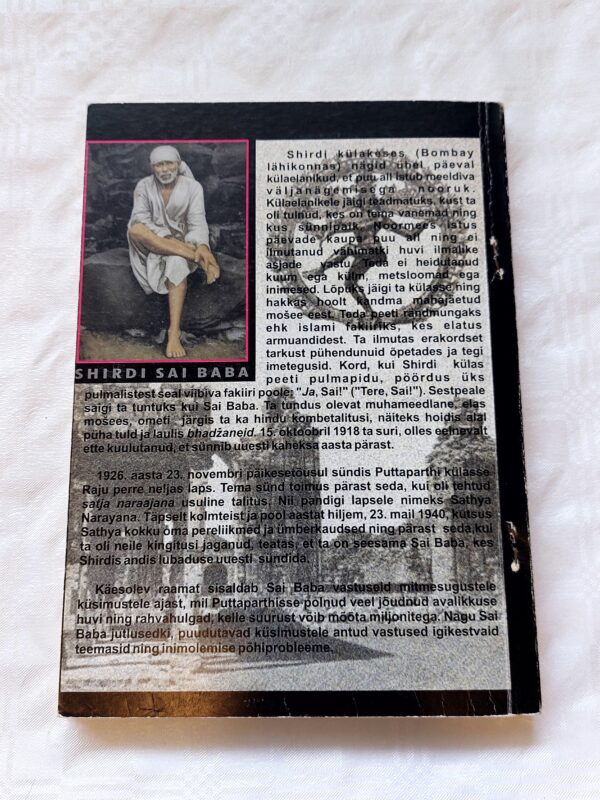 Shirdi külakeses (Bombay
lähikonnas) nägid ühel päeval
külaelanikud, et puu all istub meeldiva
väljanägemisega nooruk.
Külaelanikele jäigi teadmatuks, kust ta
oli tulnud, kes on tema vanemad ning
kus sünnipaik. Noormees istus
päevade kaupa puu all ning ei
ilmutanud vähimatki huvi ilmalike
asjade vastu. Teda ei heidutanud
kuum ega külm, metsloomad ega
inimesed. Lõpuks jäigi ta külasse ning
hakkas hoolt kandma mahajäetud
mošee eest. Teda peeti rändmungaks
ehk islami fakiiriks, kes elatus
armuandidest. Ta ilmutas erakordset
tarkust pühendunuid õpetades ja tegi
imetegusid. Kord, kui Shirdi külas
peeti pulmapidu, pöördus üks
SHIRDI SAI BABA
pulmalistest seal viibiva fakiiri poole: "Ja, Sai!" ("Tere, Sai!"). Sestpeale
saigi ta tuntuks kui Sai Baba. Ta tundus olevat muhameedlane, elas
mošees, ometi järgis ta ka hindu kombetalitusi, näiteks hoidis alal
püha tuld ja laulis bhadžaneid. 15. oktoobril 1918 ta suri, olles eelnevalt
ette kuulutanud, et sünnib uuesti kaheksa aasta pärast.
1926. aasta 23. novembri päikesetõusul sündis Puttaparthi külasse
Raju perre neljas laps. Tema sünd toimus pärast seda, kui oli tehtud
satja naraajana usuline talitus. Nii pandigi lapsele nimeks Sathya
Narayana. Täpselt kolmteist ja pool aastat hiljem, 23. mail 1940, kutsus
Sathya kokku oma pereliikmed ja ümberkaudsed ning pärast seda kui
ta oli neile kingitusi jaganud, teatas, et ta on seesama Sai Baba, kes
Shirdis andis lubaduse uuesti sündida.
Käesolev raamat sisaldab Sai Baba vastuseid mitmesugustele
küsimustele ajast, mil Puttaparthisse polnud veel jõudnud avalikkuse
huvi ning rahvahulgad, kelle suurust võib mõõta miljonitega. Nagu Sai
Baba jutlusedki, puudutavad küsimustele antud vastused igikestvaid
teemasid ning inimolemise põhiprobleeme.